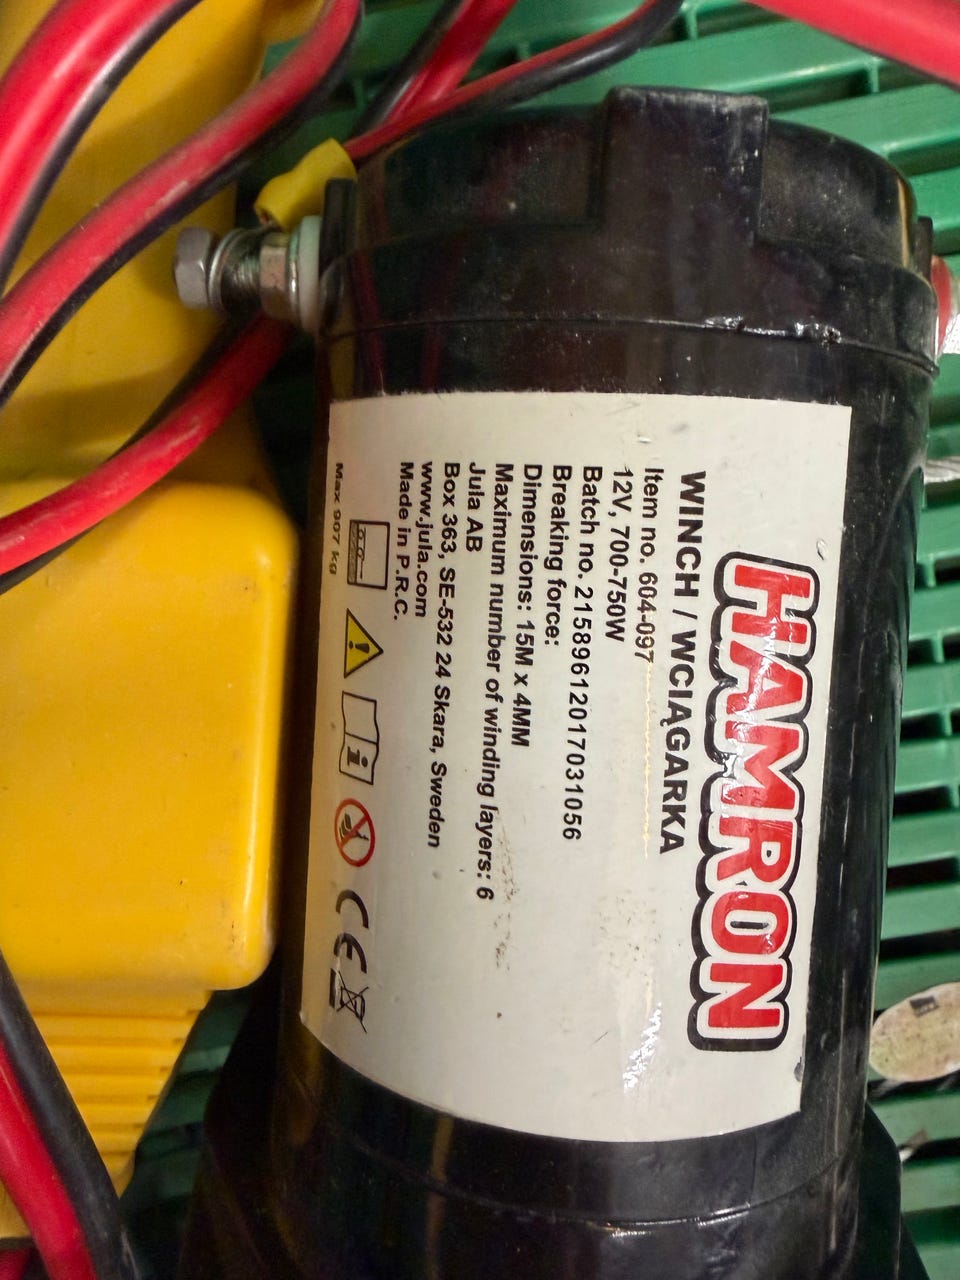 HAMRON
WINCH / WCIĄGARKA
Item no. 604-097
12V, 700-750W
Batch no. 21589612017031056
Breaking force:
Dimensions: 15M x 4MM
Maximum number of winding layers: 6
Jula AB
Box 363, SE-532 24 Skara, Sweden
www.jula.com
Made in P.R.C.
Max 907 kg
CE